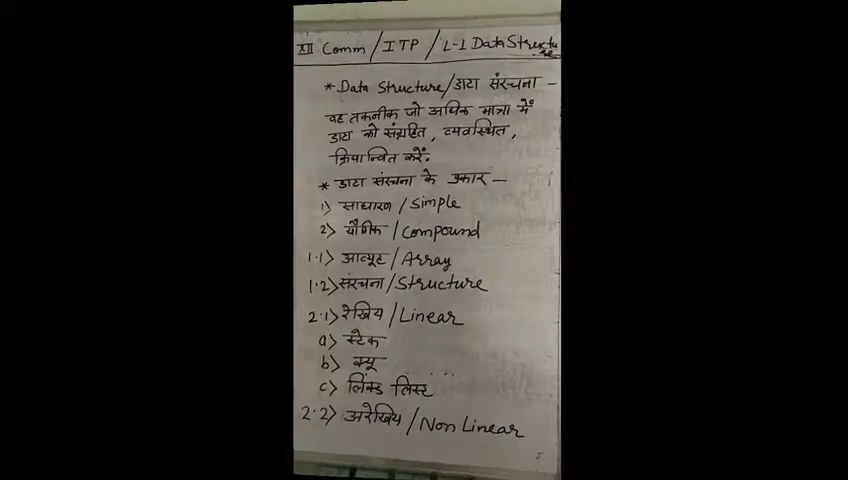 XII Comm / ITP / L-1 Data Structure
* Data Structure/डाटा संरचना –
वह तकनीक जो अधिक मात्रा में
डाटा को संग्रहित, व्यवस्थित,
क्रियान्वित करें.
* डाटा संरचना के प्रकार –
1) साधारण / Simple
2) यौगिक / Compound
1.1) आव्यूह / Array
1.2) संरचना / Structure
2.1) रेखिय / Linear
a) स्टेक
b) क्यू
c) लिंक्ड लिस्ट
2.2) अरेखिय / Non Linear